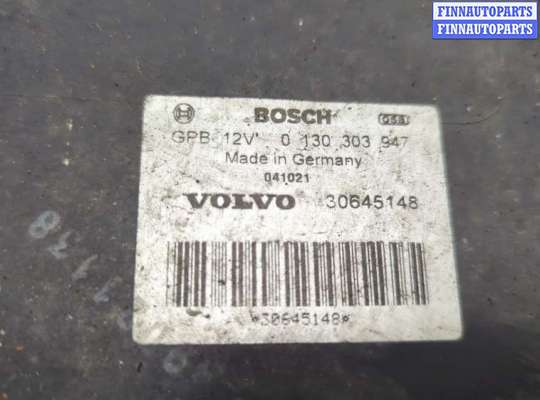 FINNAUTOPARTS
FINNAUTOPARTS
BOSCH
GPB 12V 0 130 303 947
Made in Germany
041021
VOLVO 30645148
*30645148*